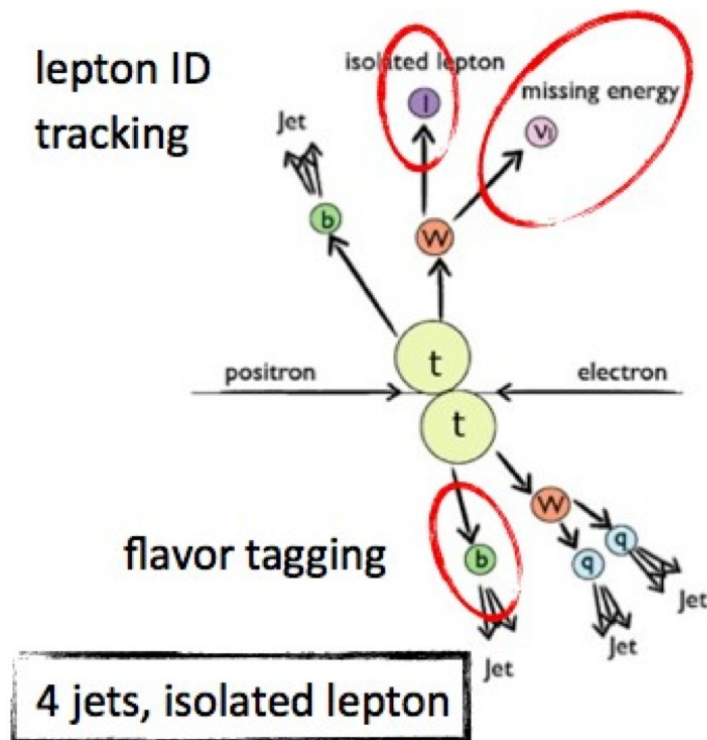 lepton ID
tracking
isolated lepton
l
missing energy
νl
Jet
b
W
t
positron
electron
t
W
flavor tagging
b
q
q
Jet
Jet
Jet
4 jets, isolated lepton